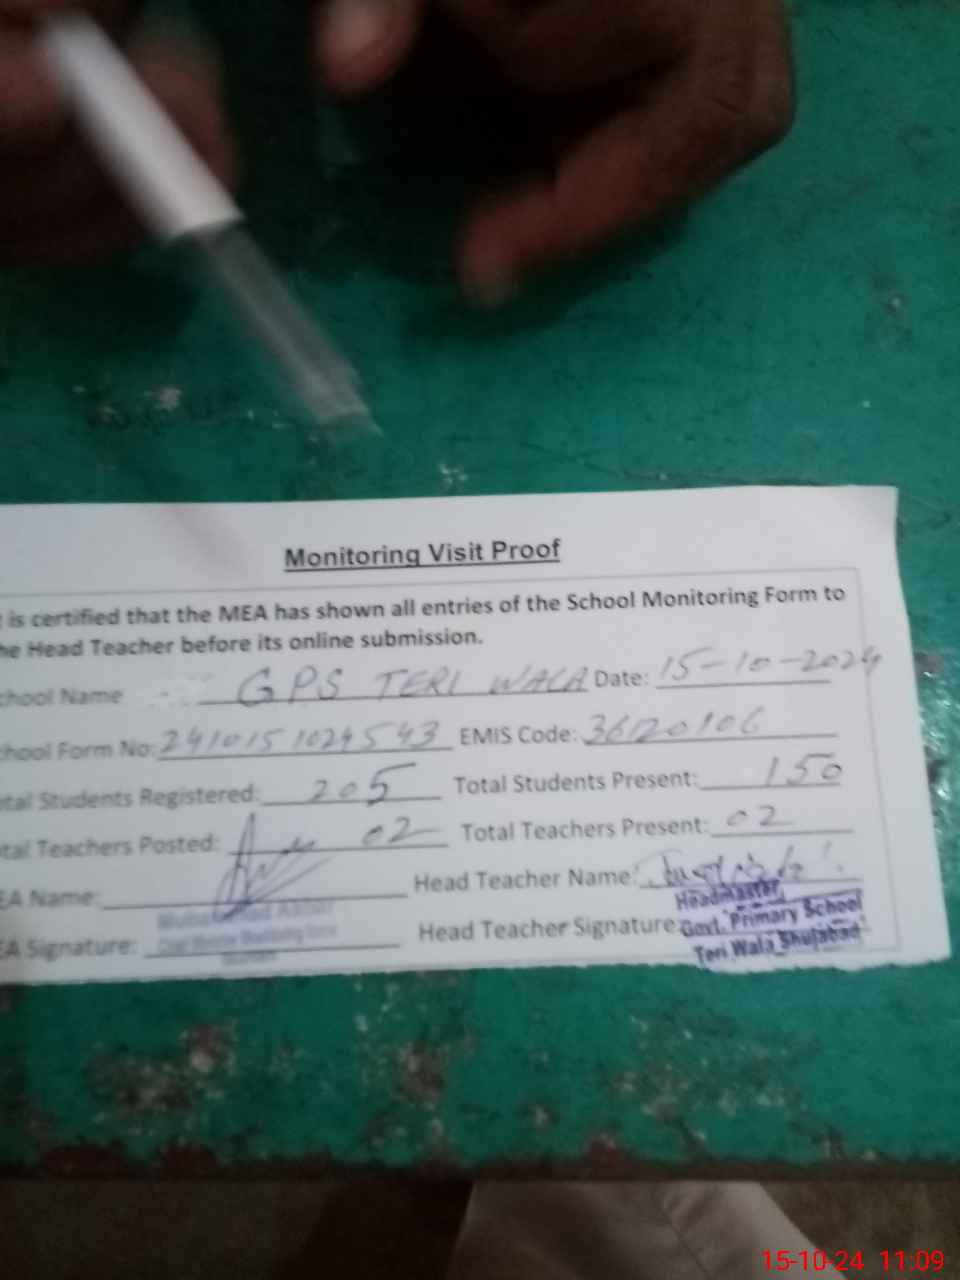 Monitoring Visit Proof
is certified that the MEA has shown all entries of the School Monitoring Form to
he Head Teacher before its online submission.
chool Name GPS TERI WALA Date: 15-10-2024
chool Form No: 2410151024543 EMIS Code: 36120106
tal Students Registered: 205 Total Students Present: 150
tal Teachers Posted: 02 Total Teachers Present: 02
EA Name: Head Teacher Name:
Headmaster,
EA Signature: Head Teacher Signature: Govt. Primary School
Teri Wala Shujabad
15-10-24 11:09